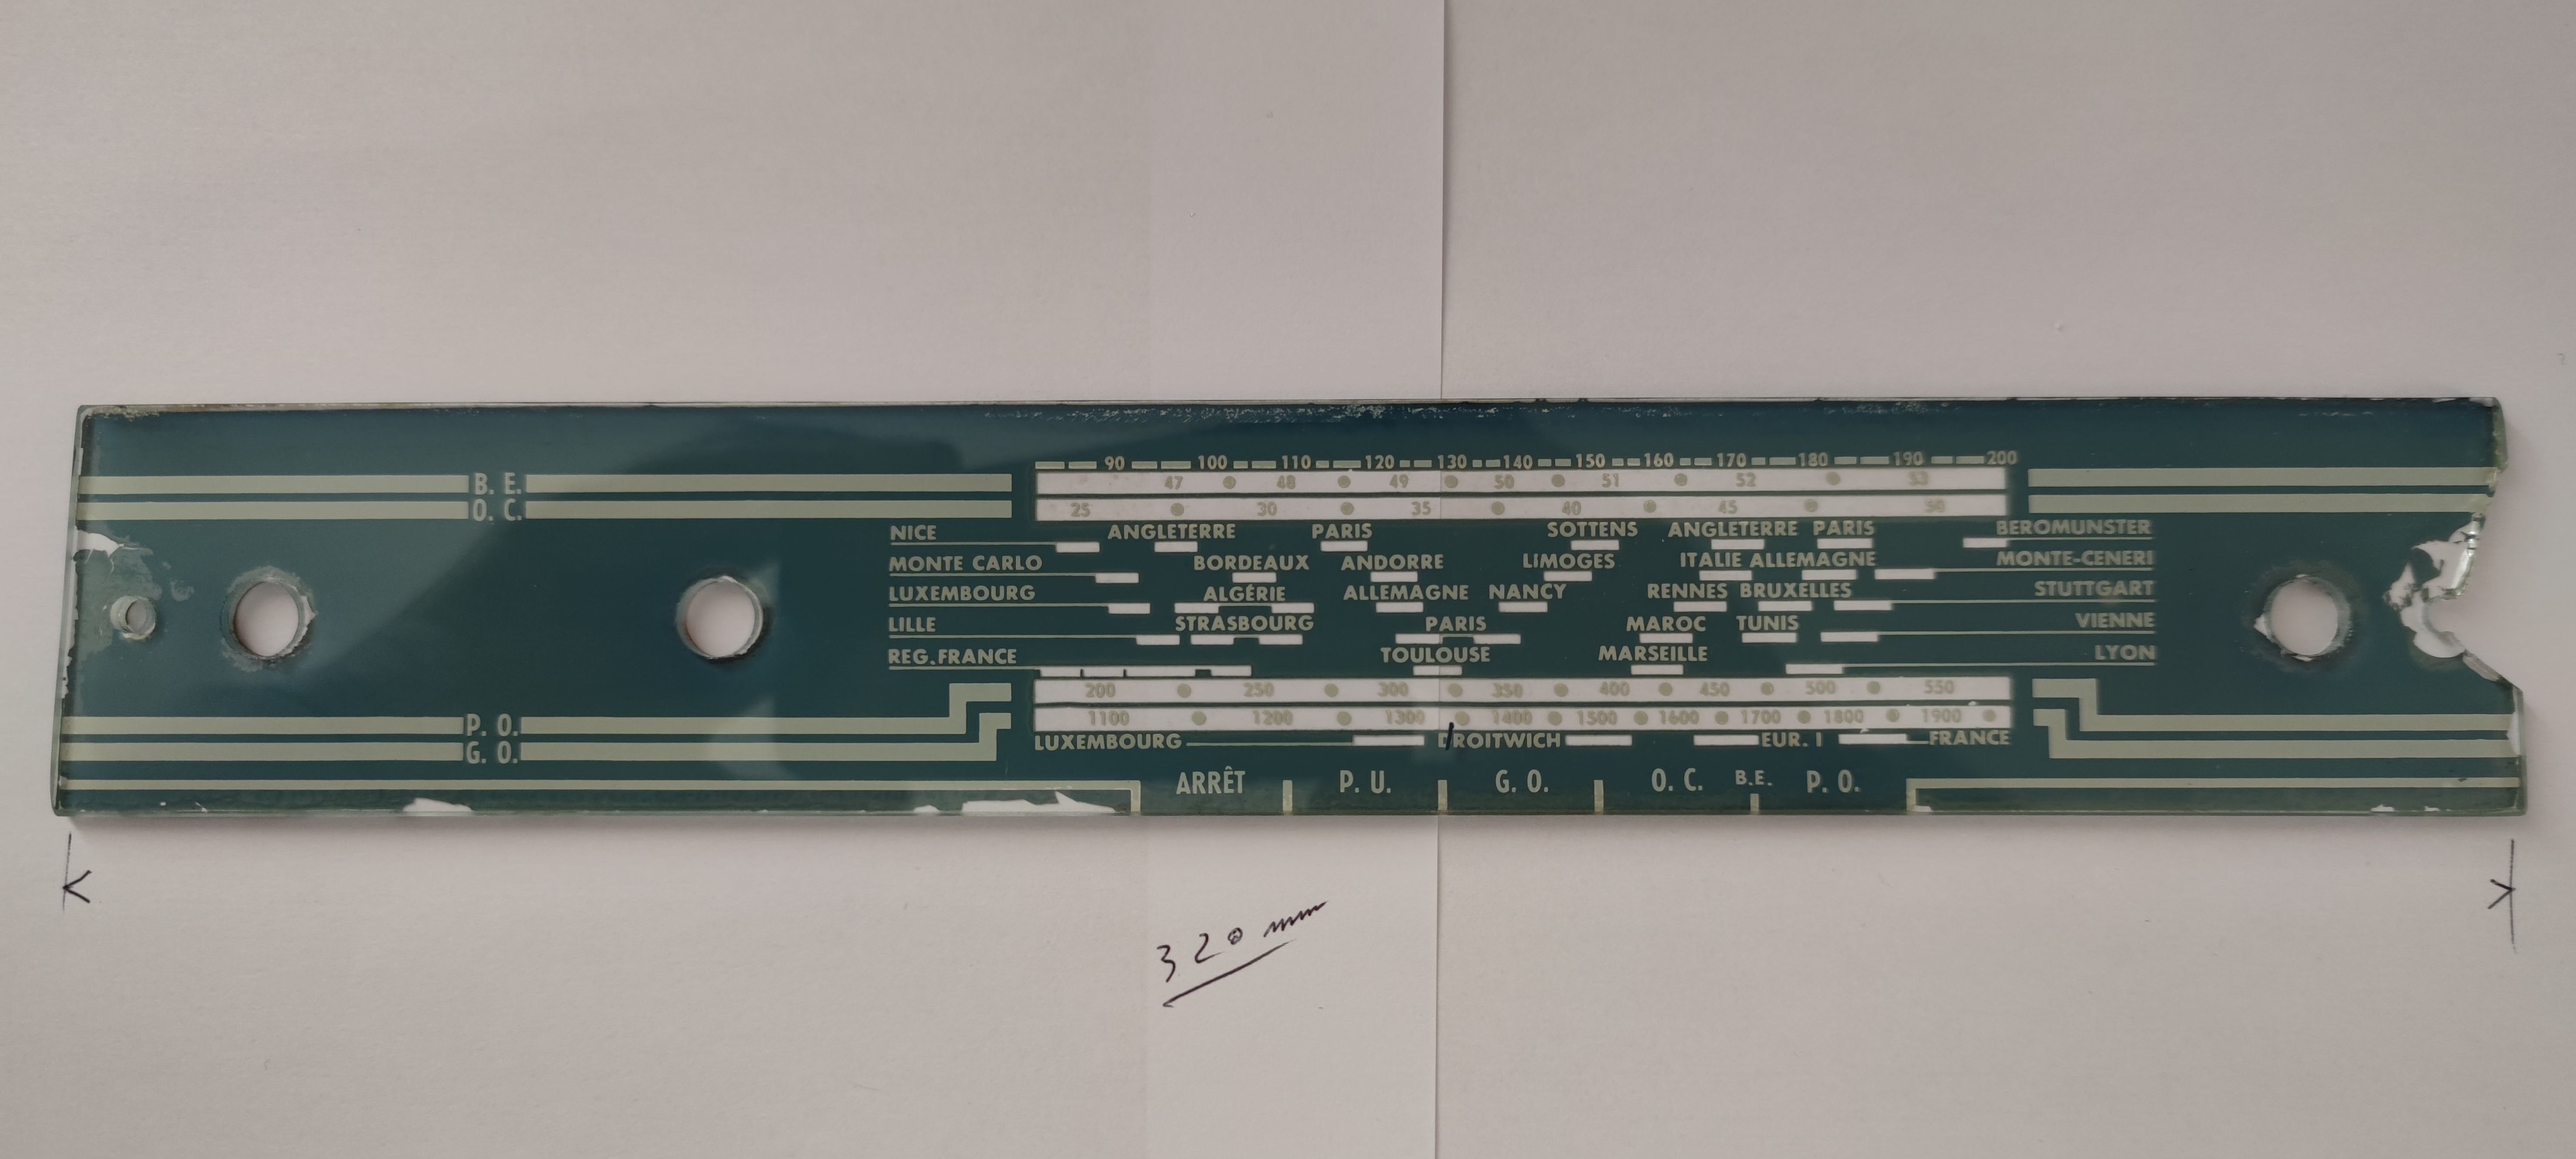 90 100 110 120 130 140 150 160 170 180 190 200
B. E. 47 48 49 50 51 52 53
O. C. 25 30 35 40 45 50
NICE ANGLETERRE PARIS SOTTENS ANGLETERRE PARIS BEROMUNSTER
MONTE CARLO BORDEAUX ANDORRE LIMOGES ITALIE ALLEMAGNE MONTE-CENERI
LUXEMBOURG ALGÉRIE ALLEMAGNE NANCY RENNES BRUXELLES STUTTGART
LILLE STRASBOURG PARIS MAROC TUNIS VIENNE
REG.FRANCE TOULOUSE MARSEILLE LYON
P. O. 200 250 300 350 400 450 500 550
G. O. 1100 1200 1300 1400 1500 1600 1700 1800 1900
LUXEMBOURG DROITWICH EUR. I FRANCE
ARRÊT P. U. G. O. O. C. B.E. P. O.
< >
320 mm